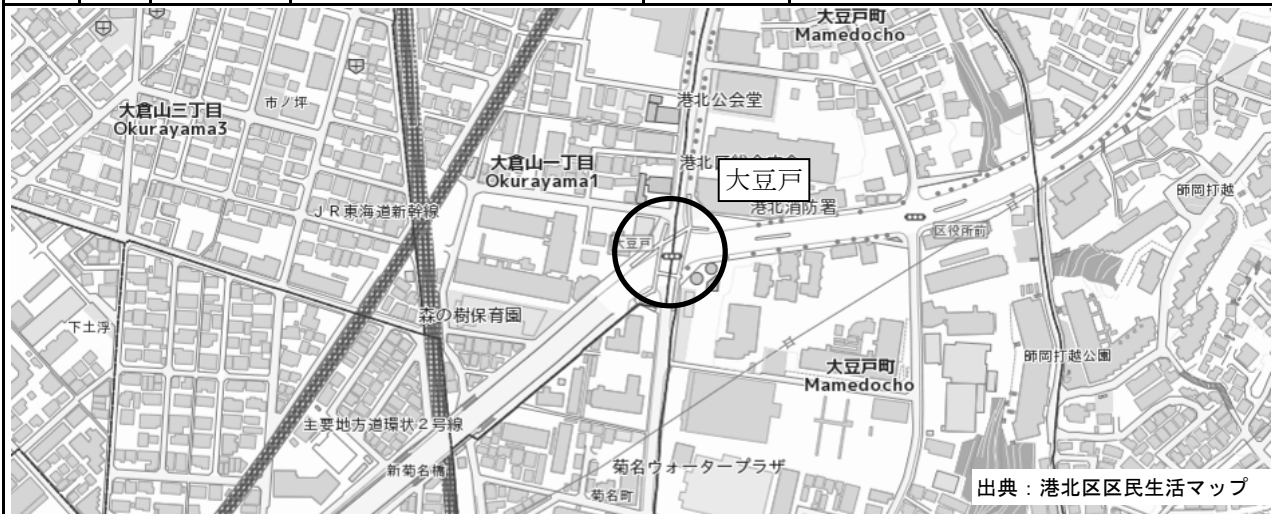 大豆戸町
Mamedocho
港北公会堂
大倉山三丁目
Okurayama3
市ノ坪
大倉山一丁目
Okurayama1
大豆戸
港北消防署
師岡打越
JR東海道新幹線
大豆戸
区役所前
森の樹保育園
下土浮
師岡打越公園
大豆戸町
Mamedocho
主要地方道環状2号線
新菊名橋
菊名ウォータープラザ
菊名町
出典：港北区区民生活マップ